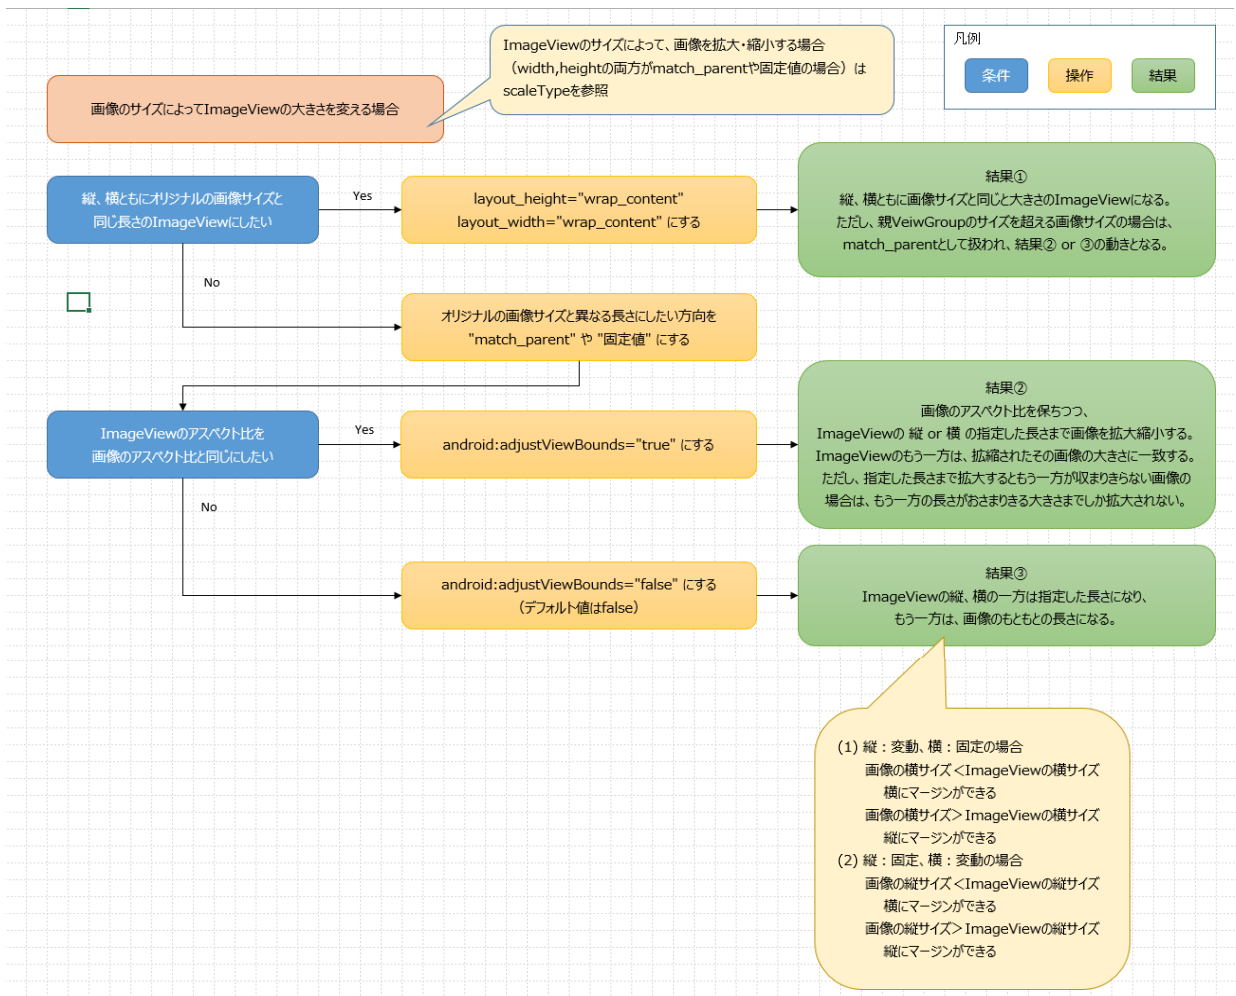 ImageViewのサイズによって、画像を拡大・縮小する場合
（width,heightの両方がmatch_parentや固定値の場合）は
scaleTypeを参照
凡例
条件
操作
結果
画像のサイズによってImageViewの大きさを変える場合
縦、横ともにオリジナルの画像サイズと
同じ長さのImageViewにしたい
Yes
layout_height="wrap_content"
layout_width="wrap_content" にする
結果①
縦、横ともに画像サイズと同じと大きさのImageViewになる。
ただし、親VeiwGroupのサイズを超える画像サイズの場合は、
match_parentとして扱われ、結果② or ③の動きとなる。
No
オリジナルの画像サイズと異なる長さにしたい方向を
"match_parent" や "固定値" にする
ImageViewのアスペクト比を
画像のアスペクト比と同じにしたい
Yes
android:adjustViewBounds="true" にする
結果②
画像のアスペクト比を保ちつつ、
ImageViewの 縦 or 横 の指定した長さまで画像を拡大縮小する。
ImageViewのもう一方は、拡縮されたその画像の大きさに一致する。
ただし、指定した長さまで拡大するともう一方が収まりきらない画像の
場合は、もう一方の長さがおさまりきる大きさまでしか拡大されない。
No
android:adjustViewBounds="false" にする
（デフォルト値はfalse）
結果③
ImageViewの縦、横の一方は指定した長さになり、
もう一方は、画像のもともとの長さになる。
(1) 縦：変動、横：固定の場合
画像の横サイズ＜ImageViewの横サイズ
横にマージンができる
画像の横サイズ＞ImageViewの横サイズ
縦にマージンができる
(2) 縦：固定、横：変動の場合
画像の縦サイズ＜ImageViewの縦サイズ
横にマージンができる
画像の縦サイズ＞ImageViewの縦サイズ
縦にマージンができる